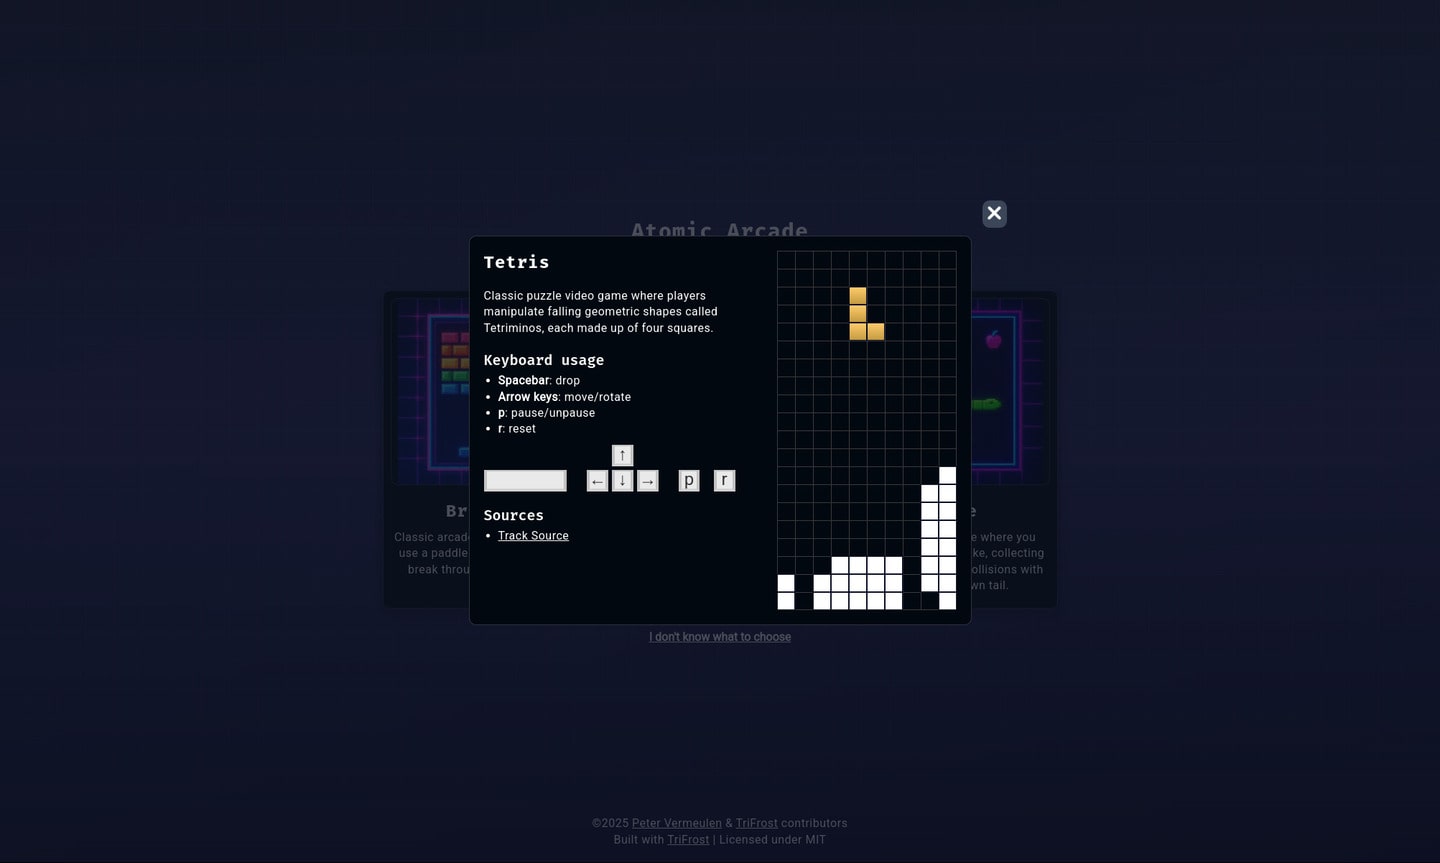 Atomic Arcade
Tetris
Classic puzzle video game where players
manipulate falling geometric shapes called
Tetriminos, each made up of four squares.
Keyboard usage
• Spacebar: drop
• Arrow keys: move/rotate
• p: pause/unpause
• r: reset
↑
← ↓ → p r
Sources
• Track Source
Br
Classic arcade
use a paddle
break throu
e
e where you
ke, collecting
ollisions with
wn tail.
I don't know what to choose
©2025 Peter Vermeulen & TriFrost contributors
Built with TriFrost | Licensed under MIT